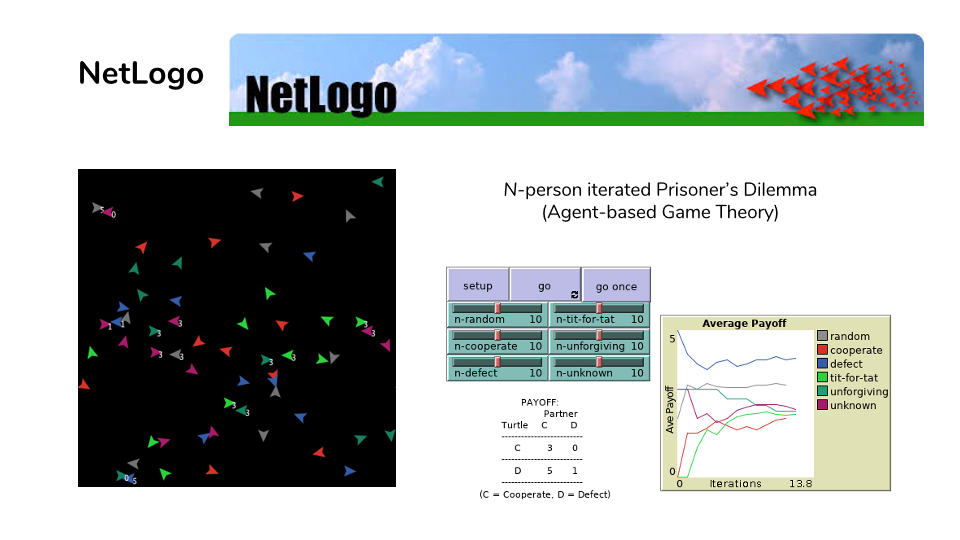 NetLogo
NetLogo
N-person iterated Prisoner’s Dilemma
(Agent-based Game Theory)
setup go go once
n-random 10 n-tit-for-tat 10
n-cooperate 10 n-unforgiving 10
n-defect 10 n-unknown 10
PAYOFF:
Partner
Turtle C D
-----------------------------
C 3 0
-----------------------------
D 5 1
-----------------------------
(C = Cooperate, D = Defect)
Average Payoff
5
Ave Payoff
0
0 Iterations 13.8
random
cooperate
defect
tit-for-tat
unforgiving
unknown
5 0
1 1
3
3
3
3
3
3
3
3
3
3
3
0 5